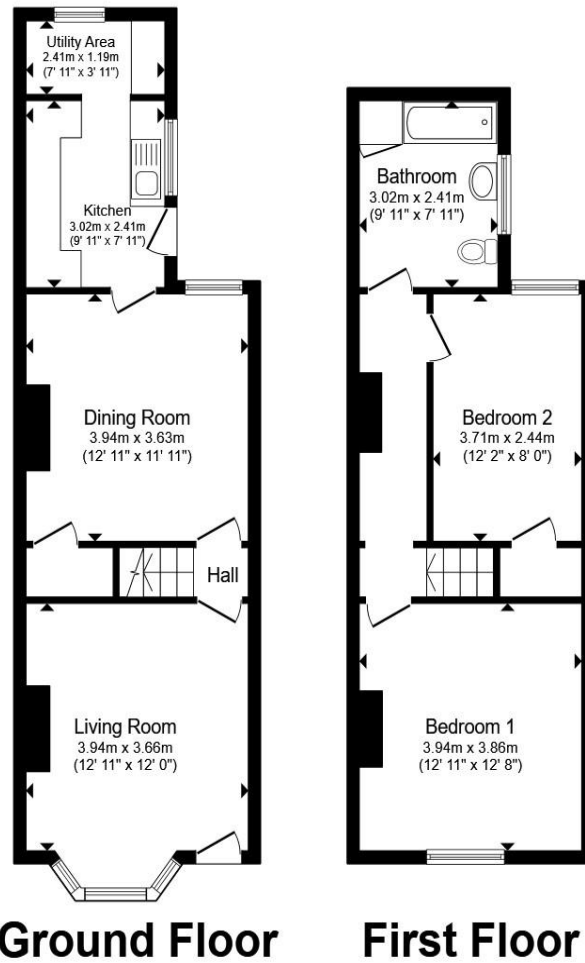 Utility Area
2.41m x 1.19m
(7' 11" x 3' 11")
Kitchen
3.02m x 2.41m
(9' 11" x 7' 11")
Dining Room
3.94m x 3.63m
(12' 11" x 11' 11")
Hall
Living Room
3.94m x 3.66m
(12' 11" x 12' 0")
Ground Floor
Bathroom
3.02m x 2.41m
(9' 11" x 7' 11")
Bedroom 2
3.71m x 2.44m
(12' 2" x 8' 0")
Bedroom 1
3.94m x 3.86m
(12' 11" x 12' 8")
First Floor